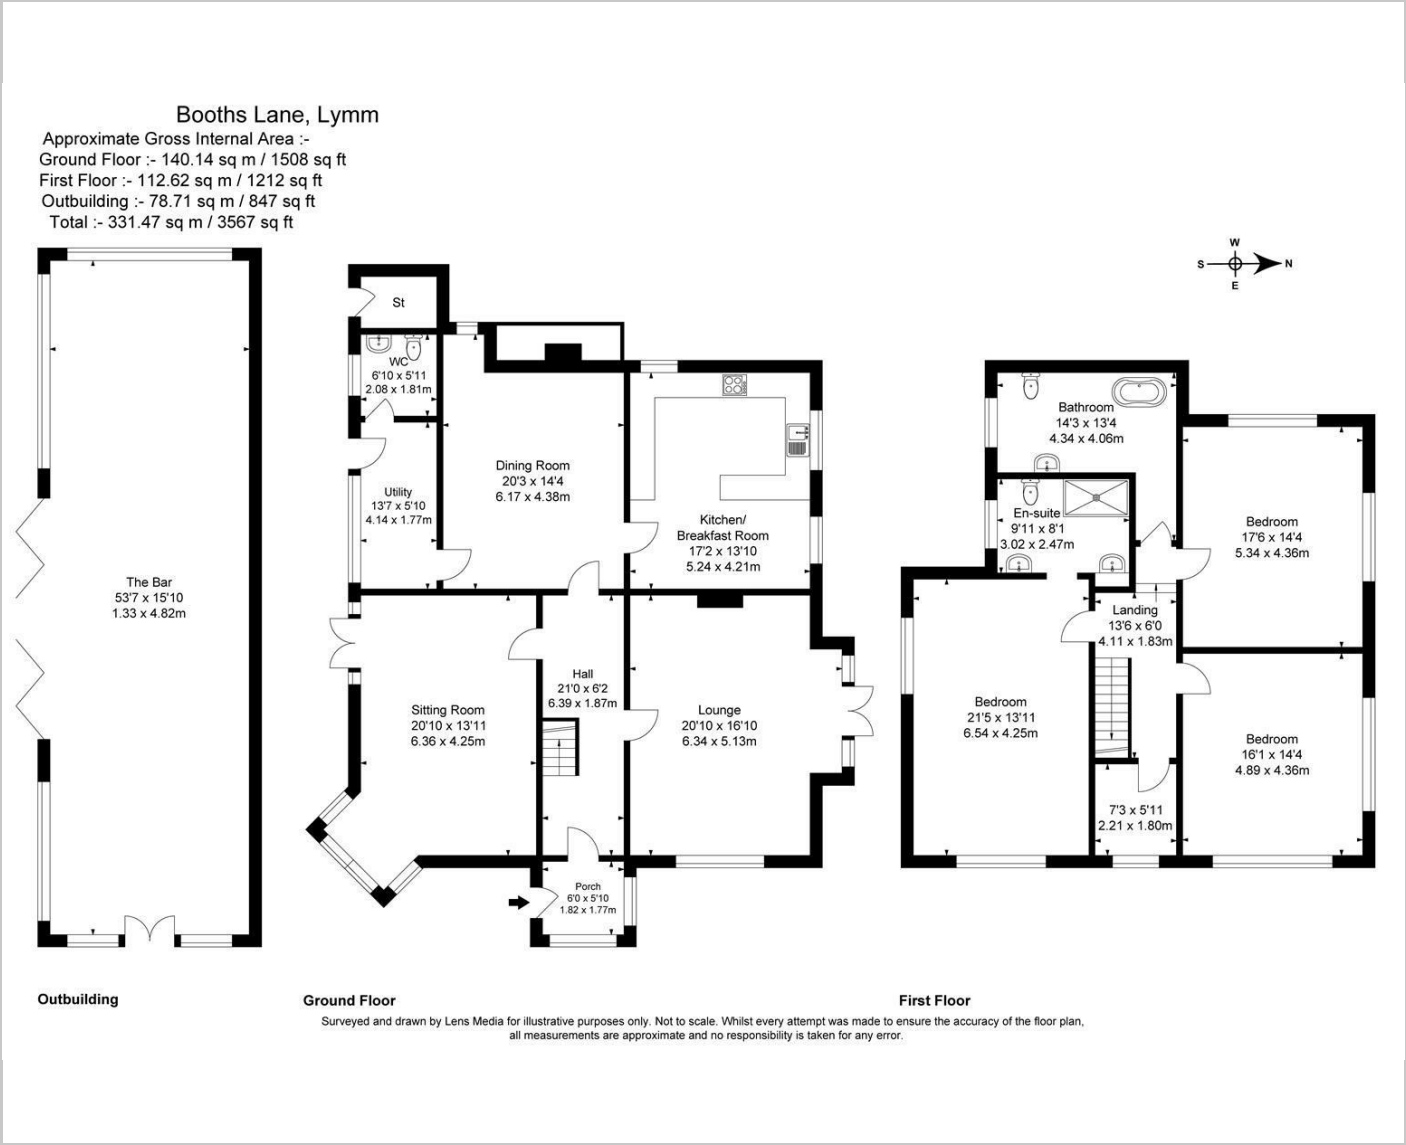 Booths Lane, Lymm
Approximate Gross Internal Area :-
Ground Floor :- 140.14 sq m / 1508 sq ft
First Floor :- 112.62 sq m / 1212 sq ft
Outbuilding :- 78.71 sq m / 847 sq ft
Total :- 331.47 sq m / 3567 sq ft
W
S
N
E
The Bar
53'7 x 15'10
1.33 x 4.82m
St
WC
6'10 x 5'11
2.08 x 1.81m
Utility
13'7 x 5'10
4.14 x 1.77m
Dining Room
20'3 x 14'4
6.17 x 4.38m
Kitchen/
Breakfast Room
17'2 x 13'10
5.24 x 4.21m
Sitting Room
20'10 x 13'11
6.36 x 4.25m
Hall
21'0 x 6'2
6.39 x 1.87m
Lounge
20'10 x 16'10
6.34 x 5.13m
Porch
6'0 x 5'10
1.82 x 1.77m
Bathroom
14'3 x 13'4
4.34 x 4.06m
En-suite
9'11 x 8'1
3.02 x 2.47m
Bedroom
17'6 x 14'4
5.34 x 4.36m
Landing
13'6 x 6'0
4.11 x 1.83m
Bedroom
21'5 x 13'11
6.54 x 4.25m
Bedroom
16'1 x 14'4
4.89 x 4.36m
7'3 x 5'11
2.21 x 1.80m
Outbuilding
Ground Floor
First Floor
Surveyed and drawn by Lens Media for illustrative purposes only. Not to scale. Whilst every attempt was made to ensure the accuracy of the floor plan,
all measurements are approximate and no responsibility is taken for any error.